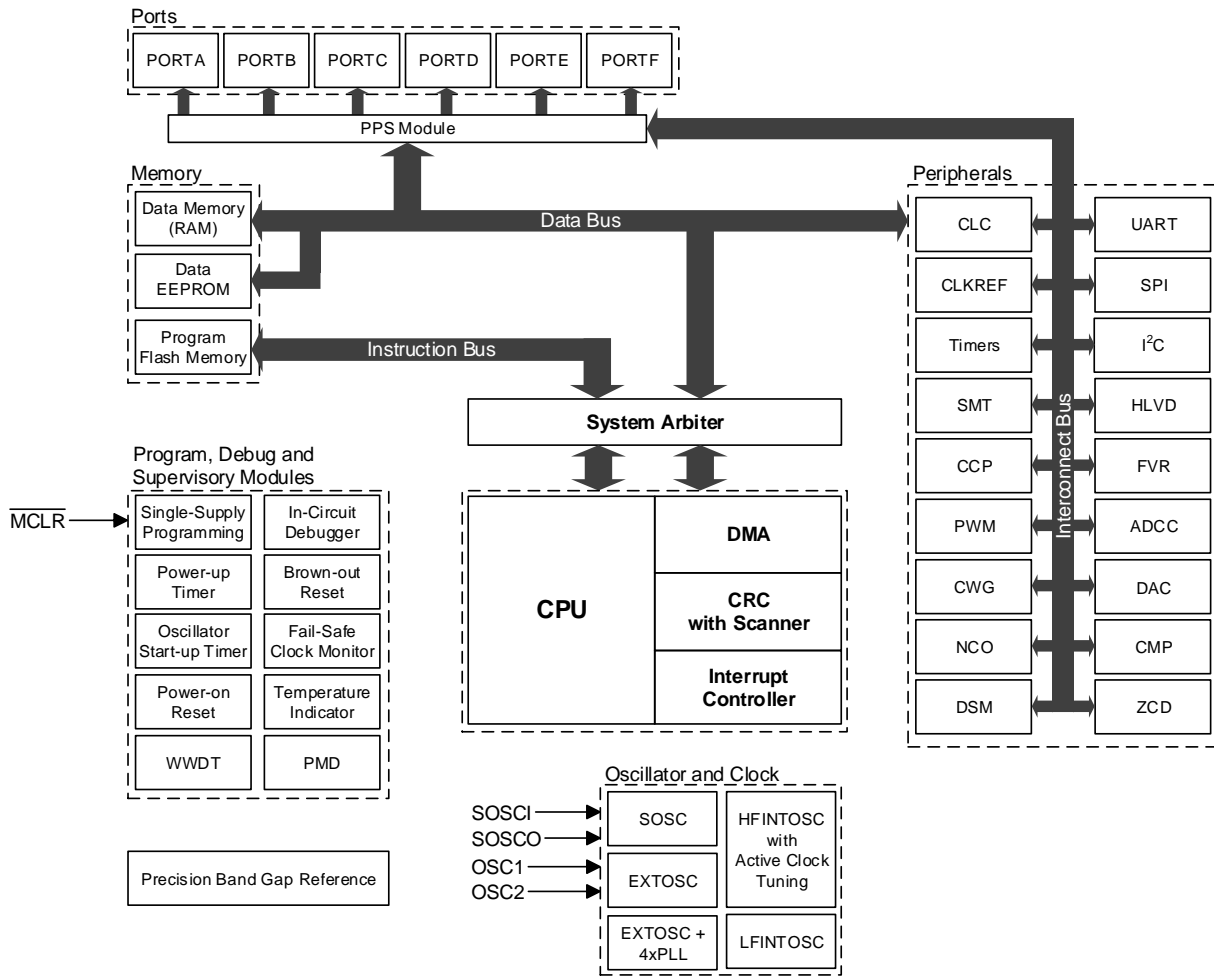 Ports
PORTA
PORTB
PORTC
PORTD
PORTE
PORTF
PPS Module
Memory
Data Memory
(RAM)
Data
EEPROM
Program
Flash Memory
Data Bus
Instruction Bus
System Arbiter
CPU
DMA
CRC
with Scanner
Interrupt
Controller
Peripherals
CLC
UART
CLKREF
SPI
Timers
I²C
SMT
HLVD
CCP
FVR
PWM
ADCC
CWG
DAC
NCO
CMP
DSM
ZCD
Interconnect Bus
Program, Debug and
Supervisory Modules
M̅C̅L̅R̅
Single-Supply
Programming
In-Circuit
Debugger
Power-up
Timer
Brown-out
Reset
Oscillator
Start-up Timer
Fail-Safe
Clock Monitor
Power-on
Reset
Temperature
Indicator
WWDT
PMD
Precision Band Gap Reference
Oscillator and Clock
SOSCI
SOSCO
OSC1
OSC2
SOSC
HFINTOSC
with
Active Clock
Tuning
EXTOSC
EXTOSC +
4xPLL
LFINTOSC